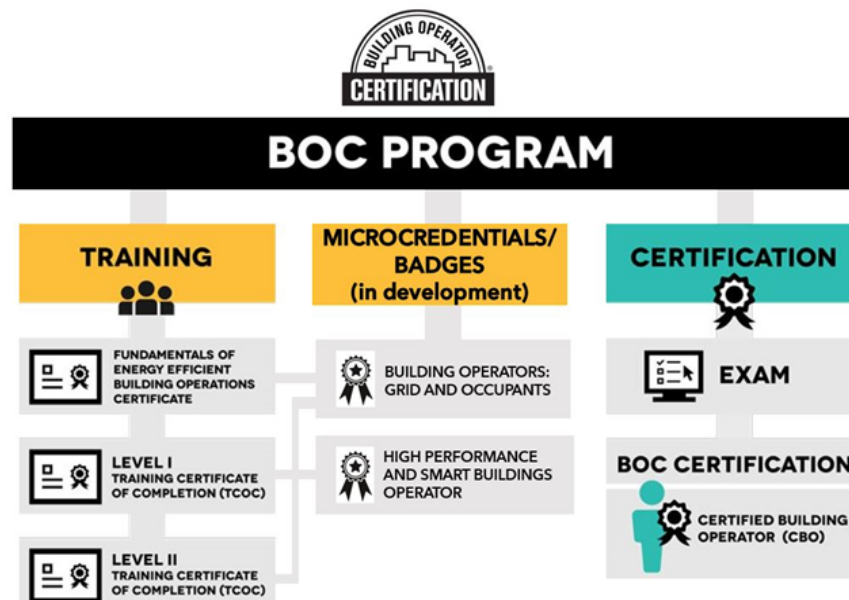 BUILDING OPERATOR
CERTIFICATION
®
BOC PROGRAM
TRAINING
FUNDAMENTALS OF
ENERGY EFFICIENT
BUILDING OPERATIONS
CERTIFICATE
LEVEL I
TRAINING CERTIFICATE
OF COMPLETION (TCOC)
LEVEL II
TRAINING CERTIFICATE
OF COMPLETION (TCOC)
MICROCREDENTIALS/
BADGES
(in development)
BUILDING OPERATORS:
GRID AND OCCUPANTS
HIGH PERFORMANCE
AND SMART BUILDINGS
OPERATOR
CERTIFICATION
EXAM
BOC CERTIFICATION
CERTIFIED BUILDING
OPERATOR (CBO)